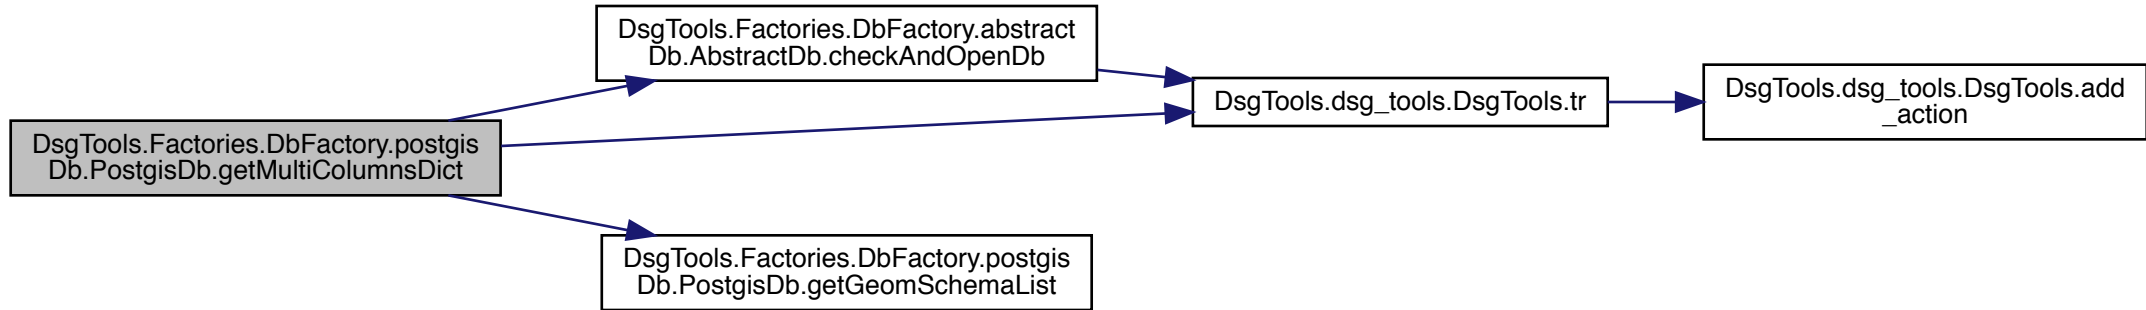 DsgTools.Factories.DbFactory.abstract
Db.AbstractDb.checkAndOpenDb
DsgTools.dsg_tools.DsgTools.tr
DsgTools.dsg_tools.DsgTools.add
_action
DsgTools.Factories.DbFactory.postgis
Db.PostgisDb.getMultiColumnsDict
DsgTools.Factories.DbFactory.postgis
Db.PostgisDb.getGeomSchemaList